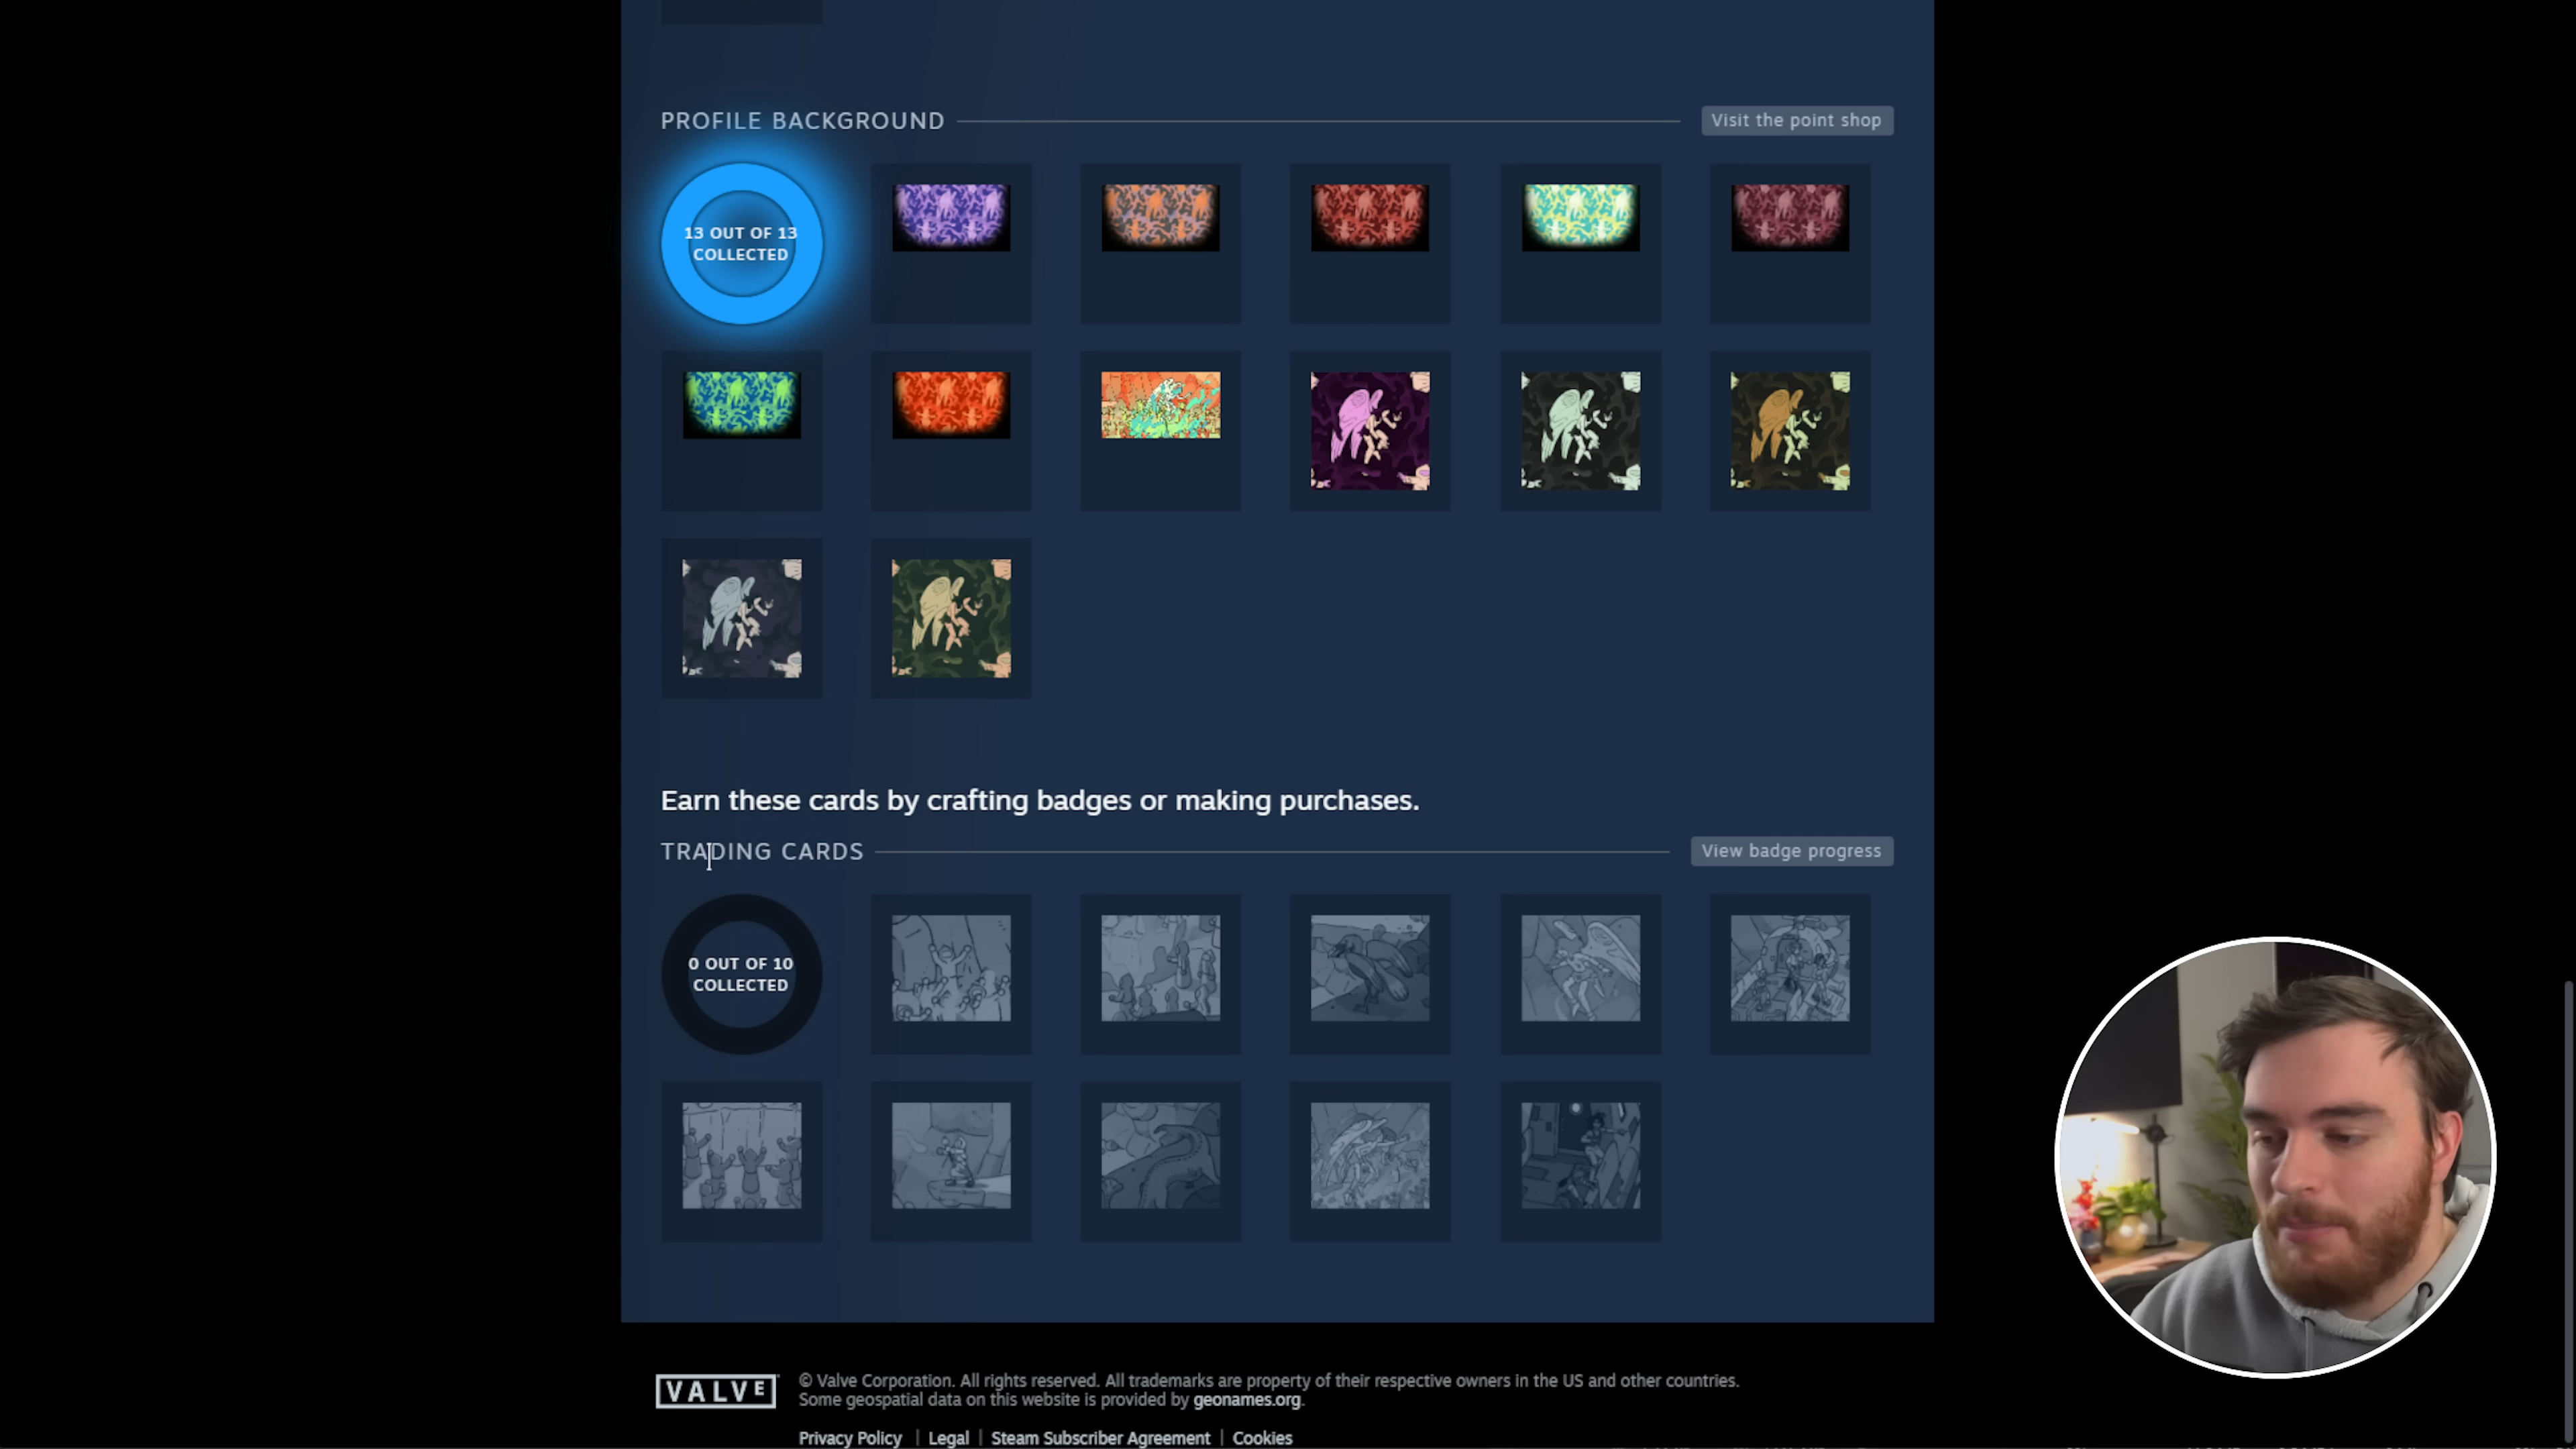 PROFILE BACKGROUND
Visit the point shop
13 OUT OF 13
COLLECTED
Earn these cards by crafting badges or making purchases.
TRADING CARDS
View badge progress
0 OUT OF 10
COLLECTED
VALVE
© Valve Corporation. All rights reserved. All trademarks are property of their respective owners in the US and other countries.
Some geospatial data on this website is provided by geonames.org.
Privacy Policy | Legal | Steam Subscriber Agreement | Cookies